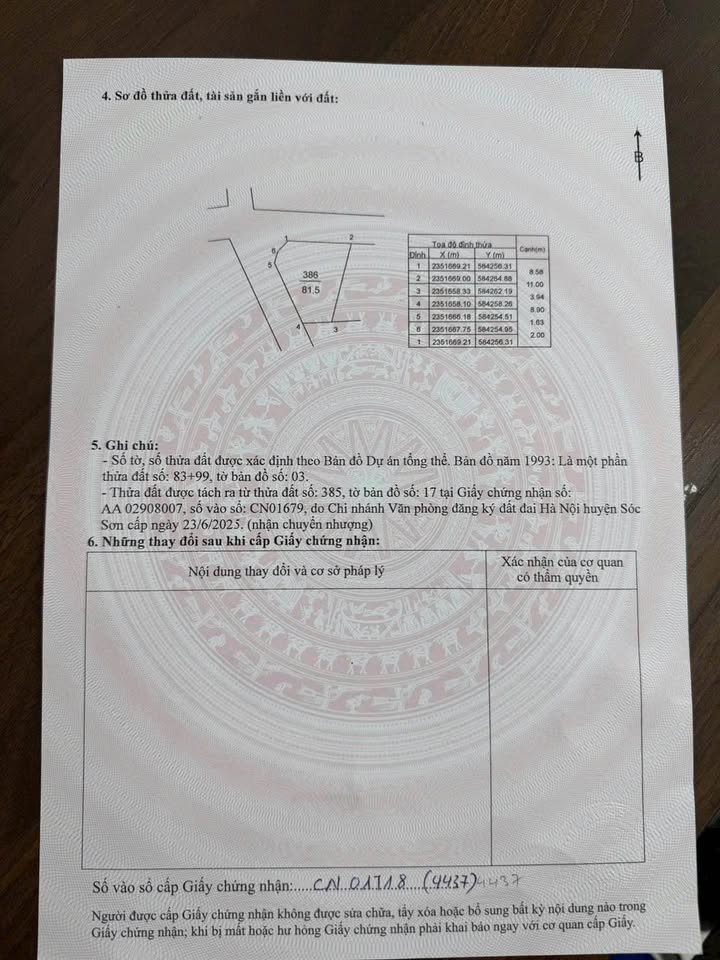 4. Sơ đồ thửa đất, tài sản gắn liền với đất:
B
1
2
6
5
386
81.5
4
3
Tọa độ đỉnh thửa Cạnh(m)
Đỉnh X (m) Y (m)
1 2351669.21 584256.31
8.58
2 2351669.00 584264.88
11.00
3 2351658.33 584262.19
3.94
4 2351658.10 584258.26
8.90
5 2351666.18 584254.51
1.63
6 2351667.75 584254.95
2.00
1 2351669.21 584256.31
5. Ghi chú:
- Số tờ, số thửa đất được xác định theo Bản đồ Dự án tổng thể. Bản đồ năm 1993: Là một phần
thửa đất số: 83+99, tờ bản đồ số: 03.
- Thửa đất được tách ra từ thửa đất số: 385, tờ bản đồ số: 17 tại Giấy chứng nhận số:
AA 02908007, số vào sổ: CN01679, do Chi nhánh Văn phòng đăng ký đất đai Hà Nội huyện Sóc
Sơn cấp ngày 23/6/2025. (nhận chuyển nhượng)
6. Những thay đổi sau khi cấp Giấy chứng nhận:
Nội dung thay đổi và cơ sở pháp lý
Xác nhận của cơ quan
có thẩm quyền
Số vào sổ cấp Giấy chứng nhận:.....CN.01718....(4437)4437
Người được cấp Giấy chứng nhận không được sửa chữa, tẩy xóa hoặc bổ sung bất kỳ nội dung nào trong
Giấy chứng nhận; khi bị mất hoặc hư hỏng Giấy chứng nhận phải khai báo ngay với cơ quan cấp Giấy.